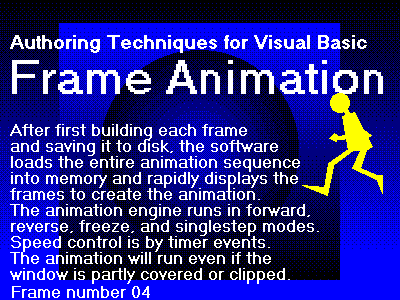 Authoring Techniques for Visual Basic
Frame Animation
After first building each frame
and saving it to disk, the software
loads the entire animation sequence
into memory and rapidly displays the
frames to create the animation.
The animation engine runs in forward,
reverse, freeze, and singlestep modes.
Speed control is by timer events.
The animation will run even if the
window is partly covered or clipped.
Frame number 04